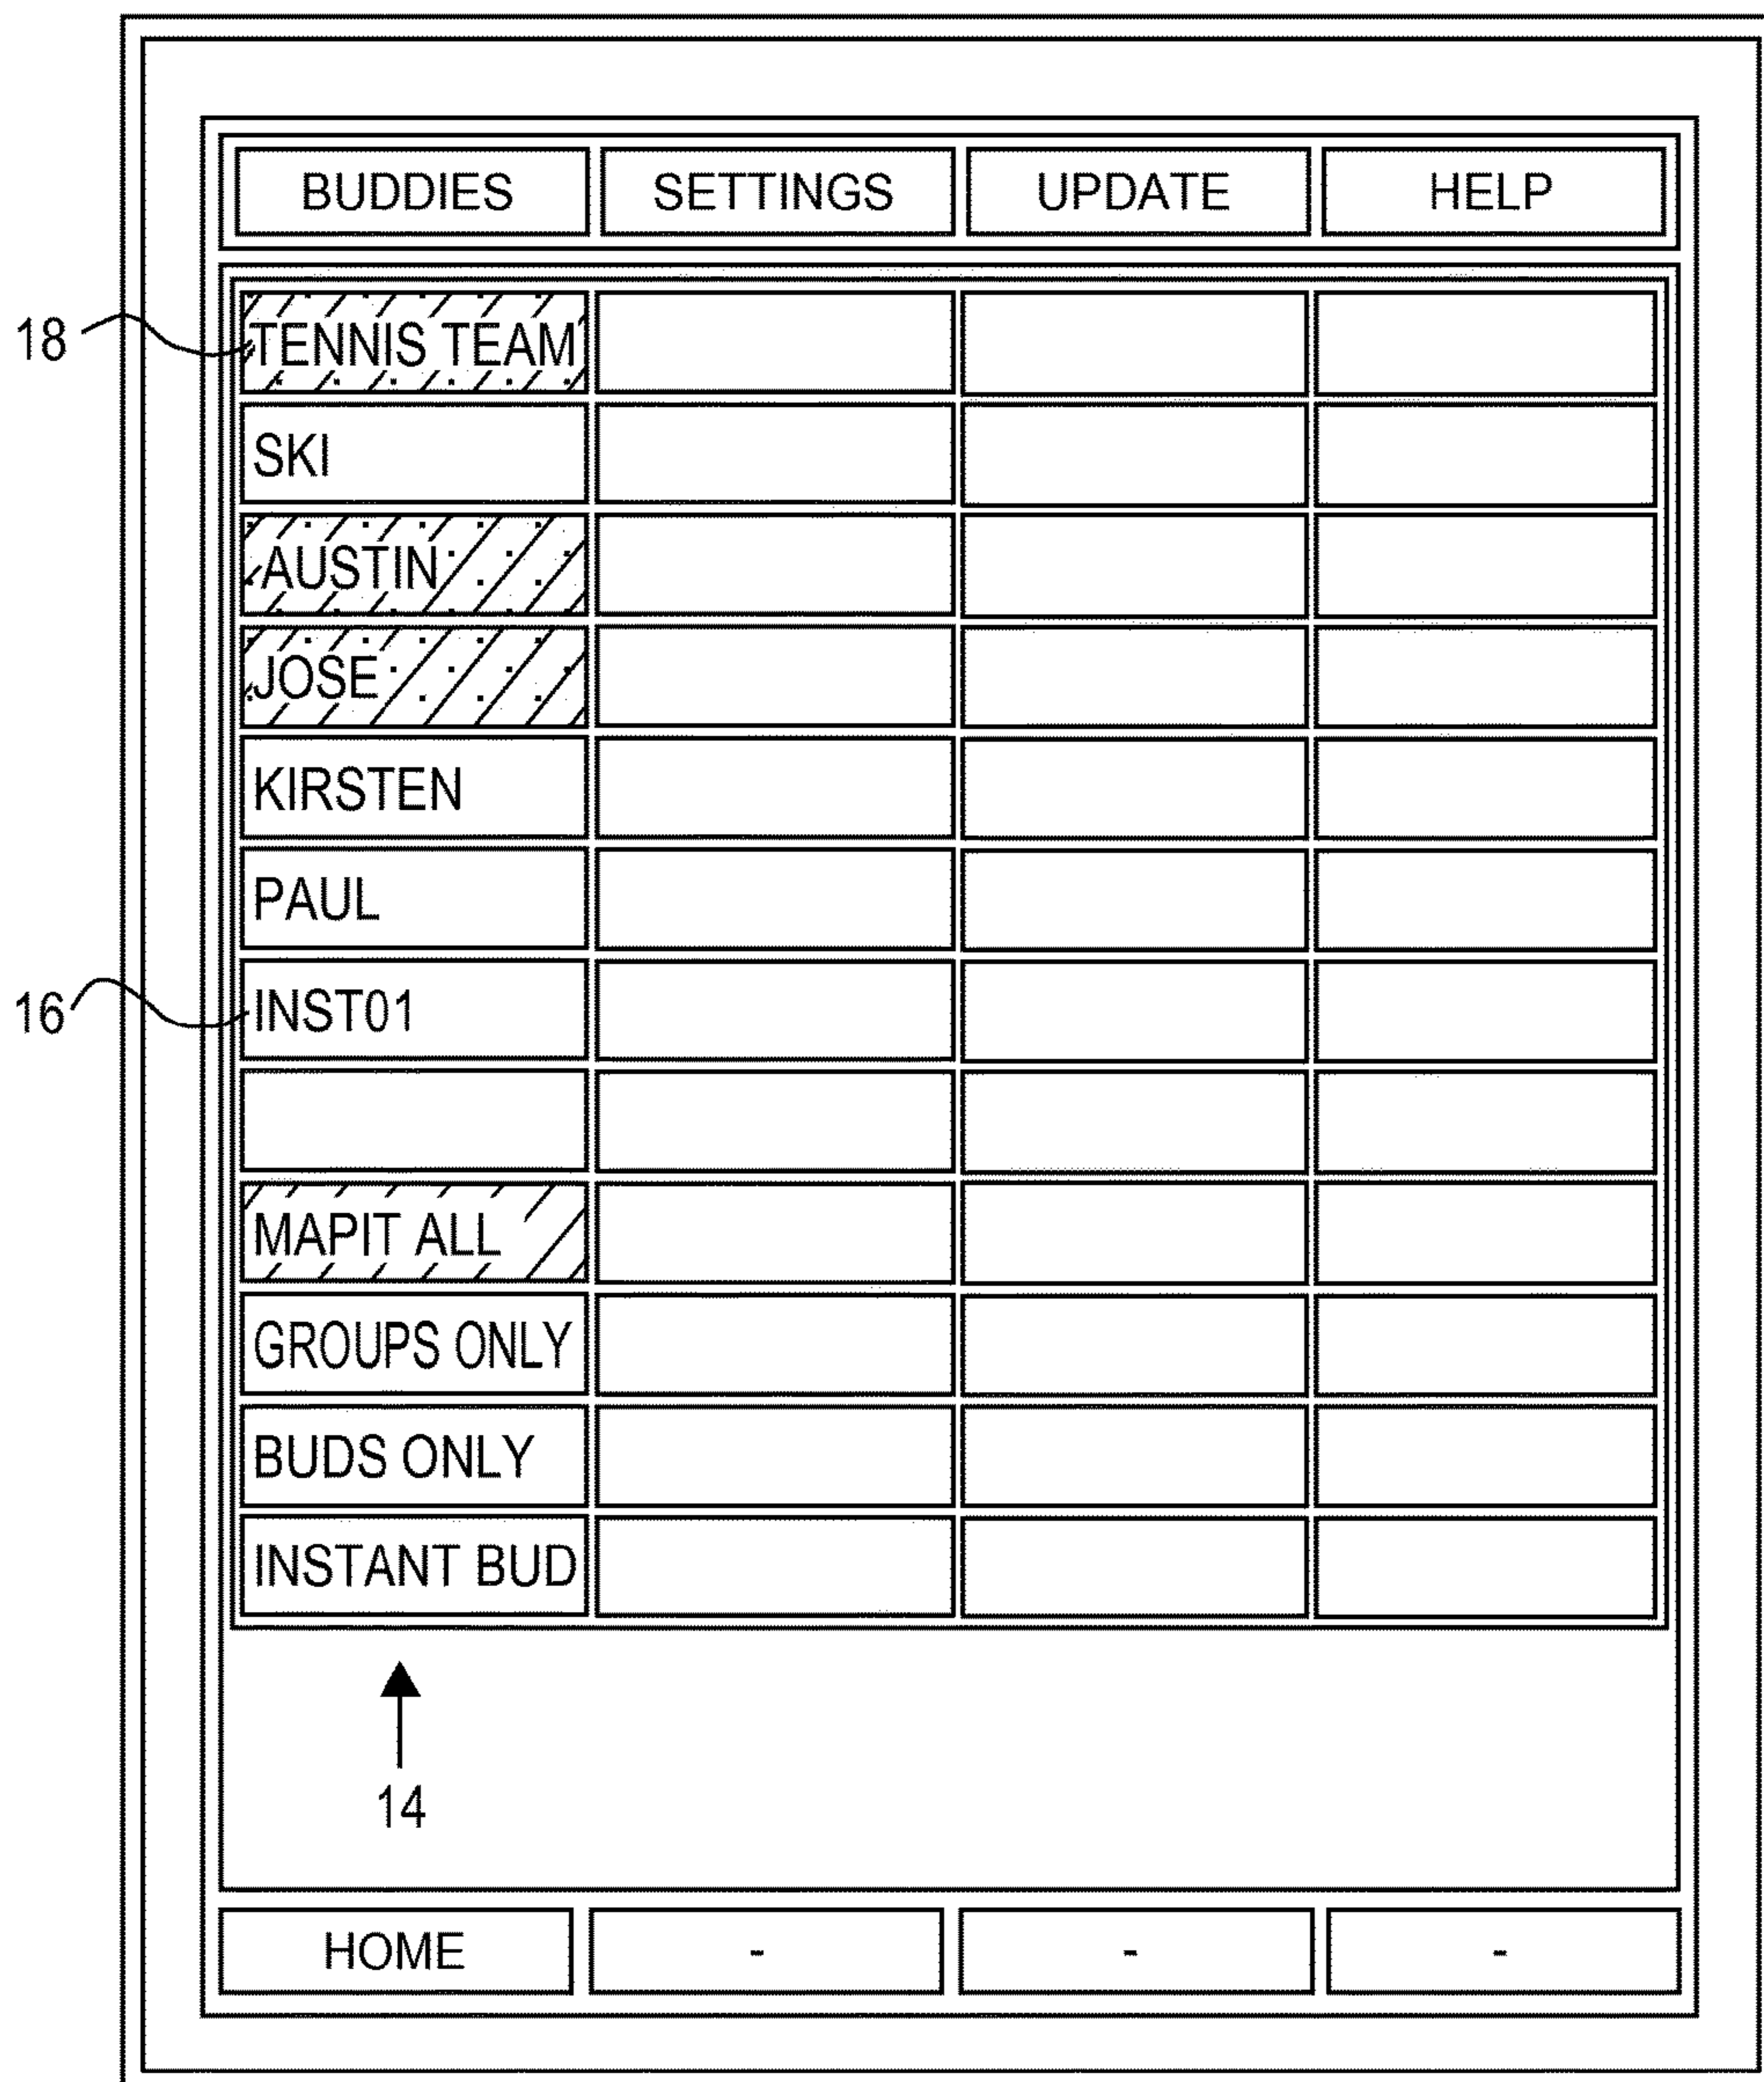 BUDDIES SETTINGS UPDATE HELP
18 TENNIS TEAM
SKI
AUSTIN
JOSE
KIRSTEN
PAUL
16 INST01
MAPIT ALL
GROUPS ONLY
BUDS ONLY
INSTANT BUD
14
HOME - - -